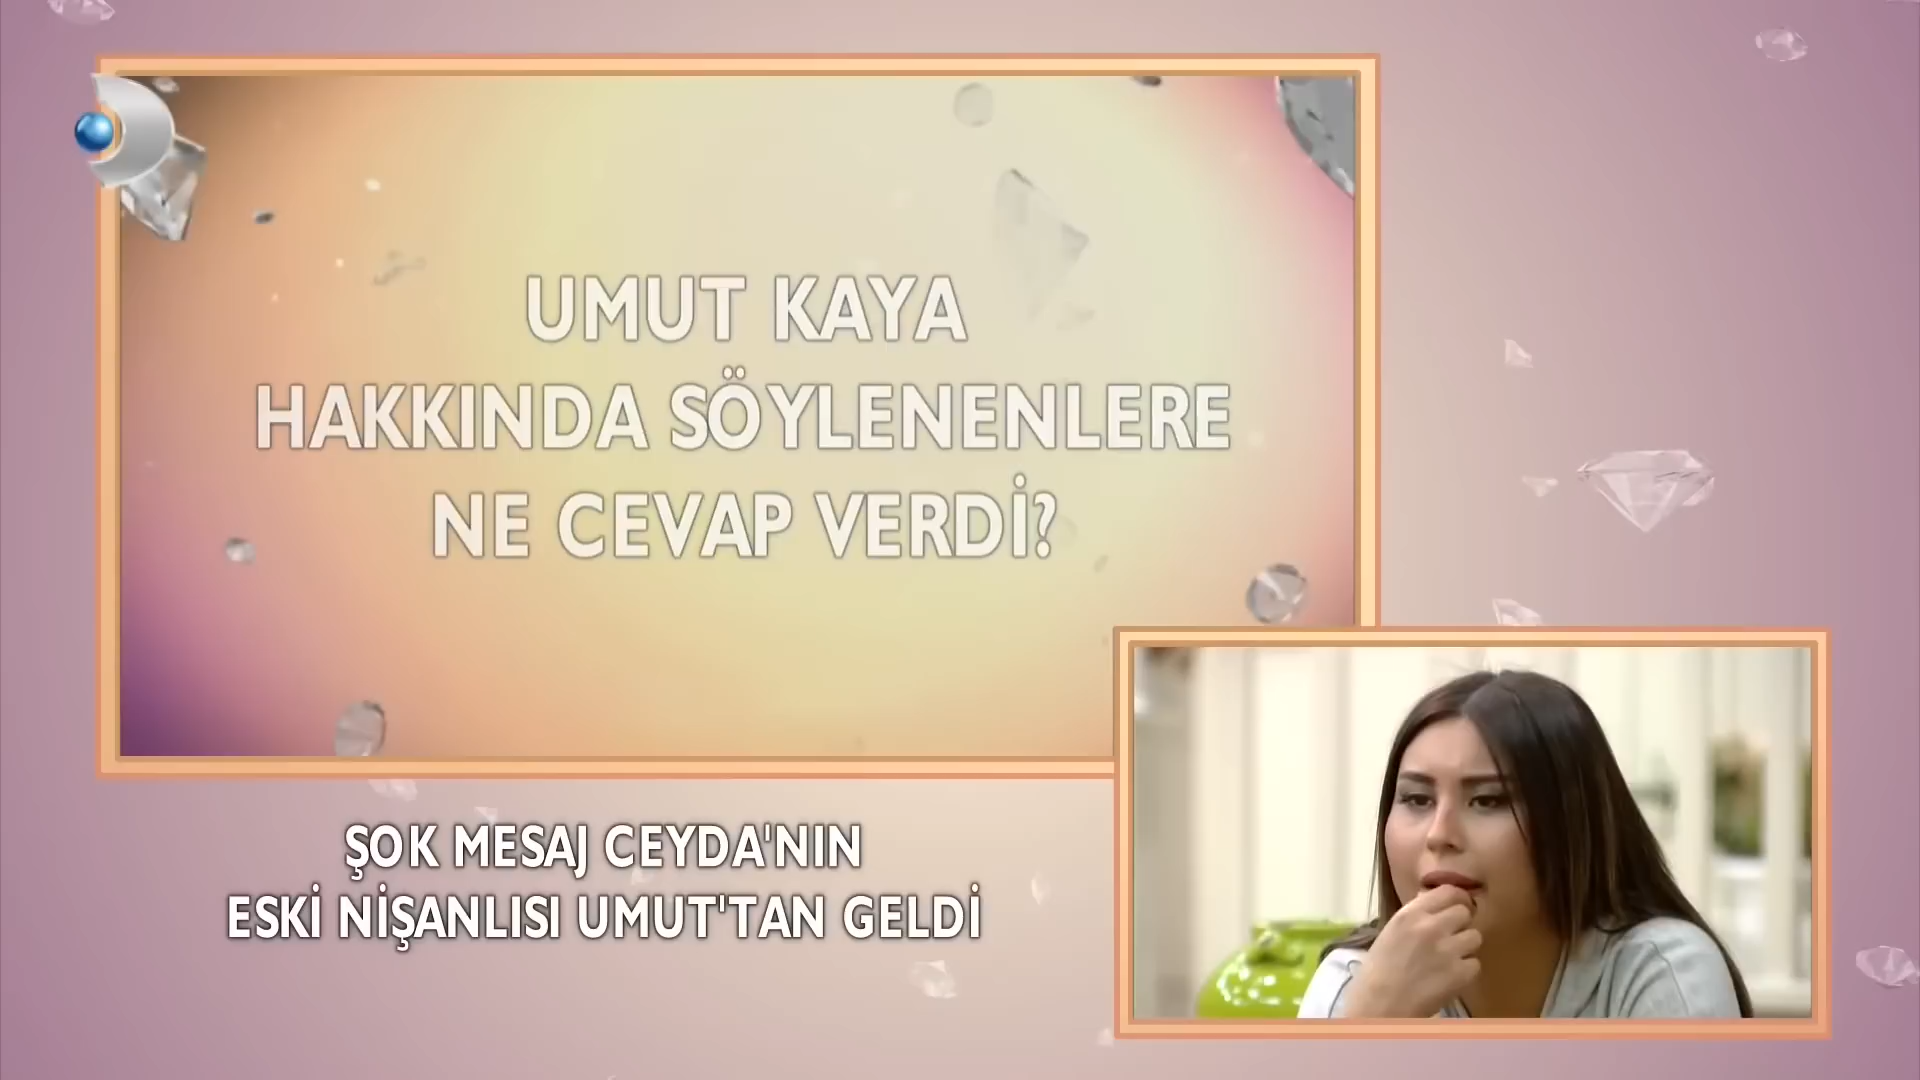 UMUT KAYA
HAKKINDA SÖYLENENLERE
NE CEVAP VERDİ?
ŞOK MESAJ CEYDA'NIN
ESKİ NİŞANLISI UMUT'TAN GELDİ